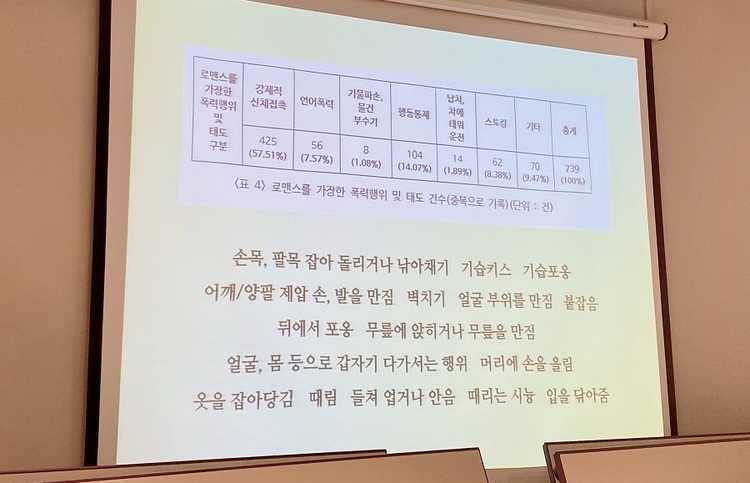 로맨스를 가장한 폭력행위 및 태도 구분 강제적 신체접촉 언어폭력 기물파손, 물건 부수기 행동통제 납치, 차에 태워 운전 스토킹 기타 총계
425 (57.51%) 56 (7.57%) 8 (1.08%) 104 (14.07%) 14 (1.89%) 62 (8.38%) 70 (9.47%) 739 (100%)
<표 4> 로맨스를 가장한 폭력행위 및 태도 건수(중복으로 기록)(단위 : 건)
손목, 팔목 잡아 돌리거나 낚아채기 기습키스 기습포옹
어깨/양팔 제압 손, 발을 만짐 벽치기 얼굴 부위를 만짐 붙잡음
뒤에서 포옹 무릎에 앉히거나 무릎을 만짐
얼굴, 몸 등으로 갑자기 다가서는 행위 머리에 손을 올림
옷을 잡아당김 때림 들쳐 업거나 안음 때리는 시늉 입을 닦아줌